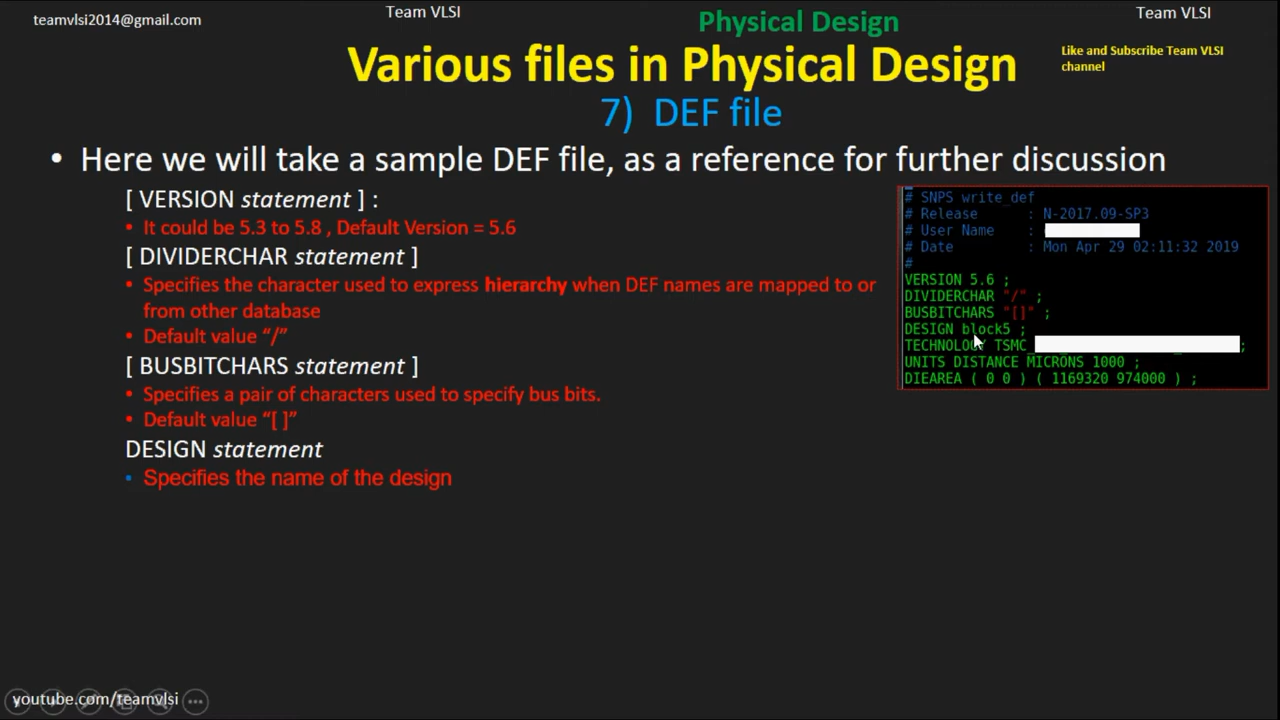 teamvlsi2014@gmail.com
Team VLSI
Physical Design
Team VLSI
Various files in Physical Design
Like and Subscribe Team VLSI
channel
7) DEF file
• Here we will take a sample DEF file, as a reference for further discussion
[ VERSION statement ] :
• It could be 5.3 to 5.8 , Default Version = 5.6
[ DIVIDERCHAR statement ]
• Specifies the character used to express hierarchy when DEF names are mapped to or
from other database
• Default value “/”
[ BUSBITCHARS statement ]
• Specifies a pair of characters used to specify bus bits.
• Default value “[ ]”
DESIGN statement
• Specifies the name of the design
# SNPS write_def
# Release : N-2017.09-SP3
# User Name :
# Date : Mon Apr 29 02:11:32 2019
#
VERSION 5.6 ;
DIVIDERCHAR "/" ;
BUSBITCHARS "[]" ;
DESIGN block5 ;
TECHNOLOGY TSMC ;
UNITS DISTANCE MICRONS 1000 ;
DIEAREA ( 0 0 ) ( 1169320 974000 ) ;
youtube.com/teamvlsi